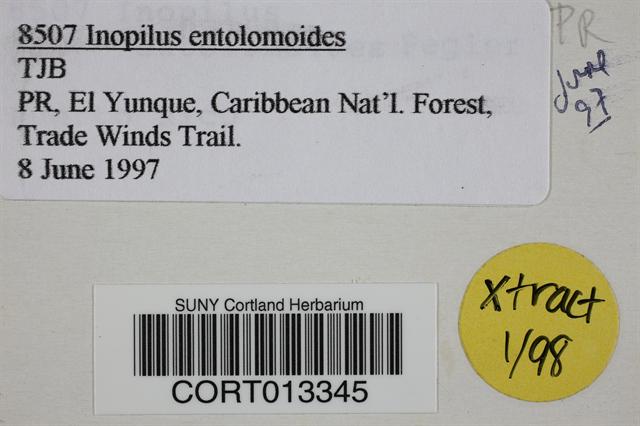 8507 Inopilus entolomoides
TJB
PR, El Yunque, Caribbean Nat'l. Forest,
Trade Winds Trail.
8 June 1997
PR
June
97
SUNY Cortland Herbarium
CORT013345
Xtract
1/98